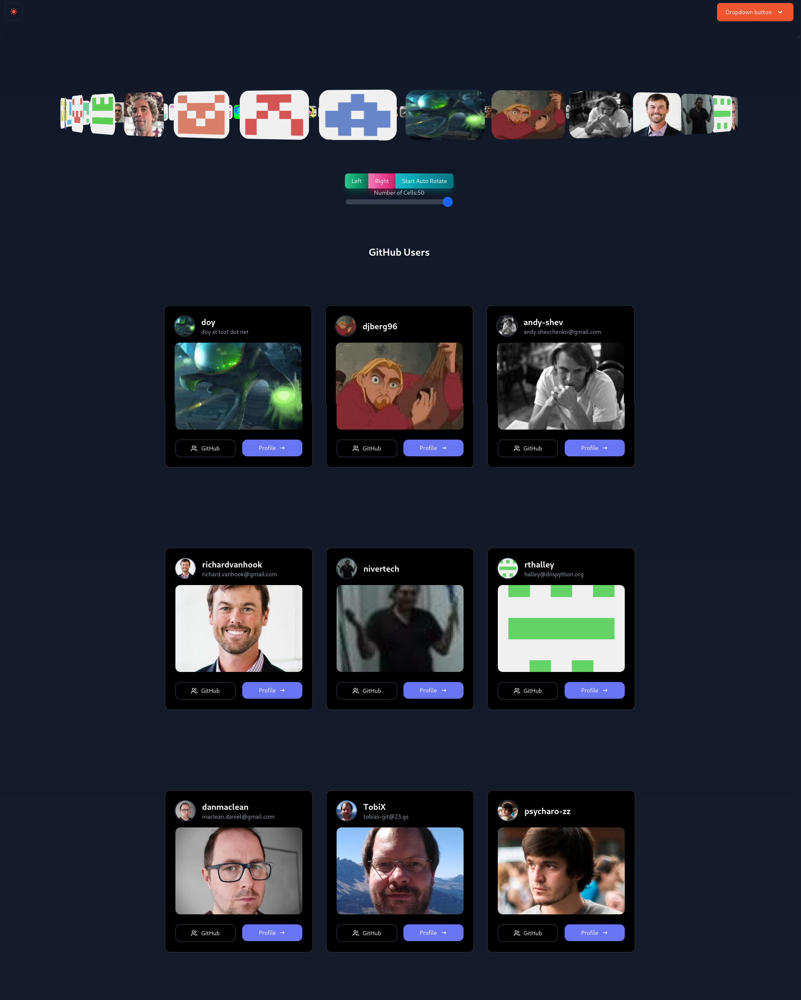 Dropdown button
Left Right Start Auto Rotate
Number of Cells:50
GitHub Users
doy
doy at tozt dot net
GitHub Profile
djberg96
GitHub Profile
andy-shev
andy.shevchenko@gmail.com
GitHub Profile
richardvanhook
richard.vanhook@gmail.com
GitHub Profile
nivertech
GitHub Profile
rthalley
halley@dnspython.org
GitHub Profile
danmaclean
maclean.daniel@gmail.com
GitHub Profile
TobiX
tobias-git@23.gs
GitHub Profile
psycharo-zz
GitHub Profile